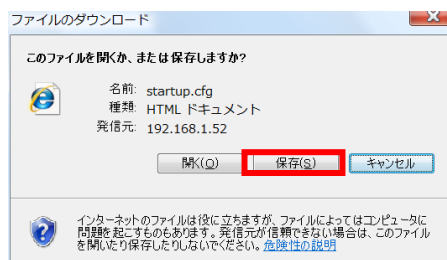 ファイルのダウンロード
このファイルを開くか、または保存しますか?
名前: startup.cfg
種類: HTML ドキュメント
発信元: 192.168.1.52
開く(O) 保存(S) キャンセル
インターネットのファイルは役に立ちますが、ファイルによってはコンピュータに
問題を起こすものもあります。発信元が信頼できない場合は、このファイル
を開いたり保存したりしないでください。危険性の説明